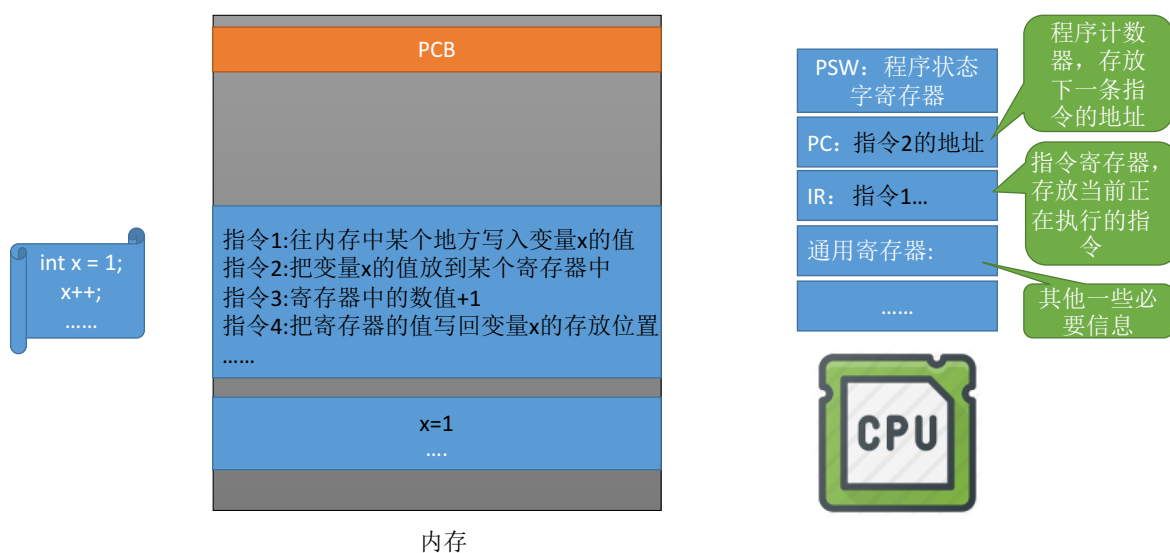 int x = 1;
x++;
……
PCB
指令1:往内存中某个地方写入变量x的值
指令2:把变量x的值放到某个寄存器中
指令3:寄存器中的数值+1
指令4:把寄存器的值写回变量x的存放位置
……
x=1
….
内存
PSW：程序状态
字寄存器
PC：指令2的地址
IR：指令1…
通用寄存器:
……
程序计数
器，存放
下一条指
令的地址
指令寄存器，
存放当前正
在执行的指
令
其他一些必
要信息
CPU